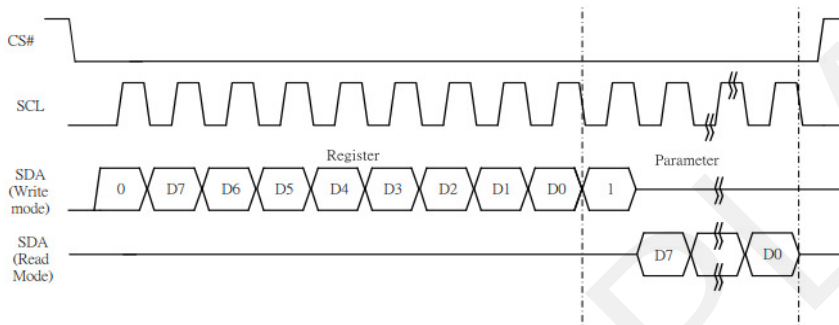 CS#
SCL
Register
Parameter
SDA
(Write
mode)
0 D7 D6 D5 D4 D3 D2 D1 D0 1
SDA
(Read
Mode)
D7 D0